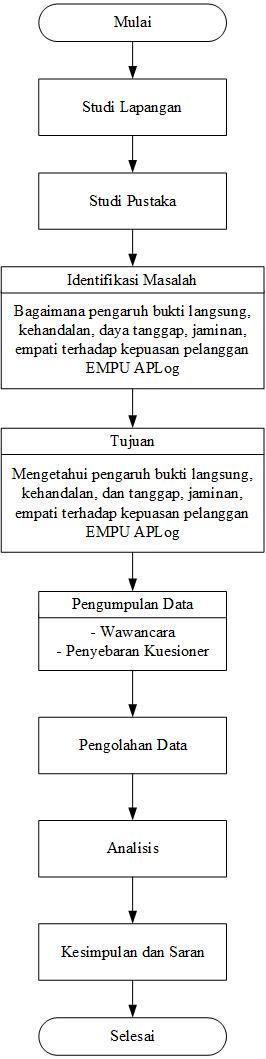 Mulai
Studi Lapangan
Studi Pustaka
Identifikasi Masalah
Bagaimana pengaruh bukti langsung,
kehandalan, daya tanggap, jaminan,
empati terhadap kepuasan pelanggan
EMPU APLog
Tujuan
Mengetahui pengaruh bukti langsung,
kehandalan, dan tanggap, jaminan,
empati terhadap kepuasan pelanggan
EMPU APLog
Pengumpulan Data
- Wawancara
- Penyebaran Kuesioner
Pengolahan Data
Analisis
Kesimpulan dan Saran
Selesai